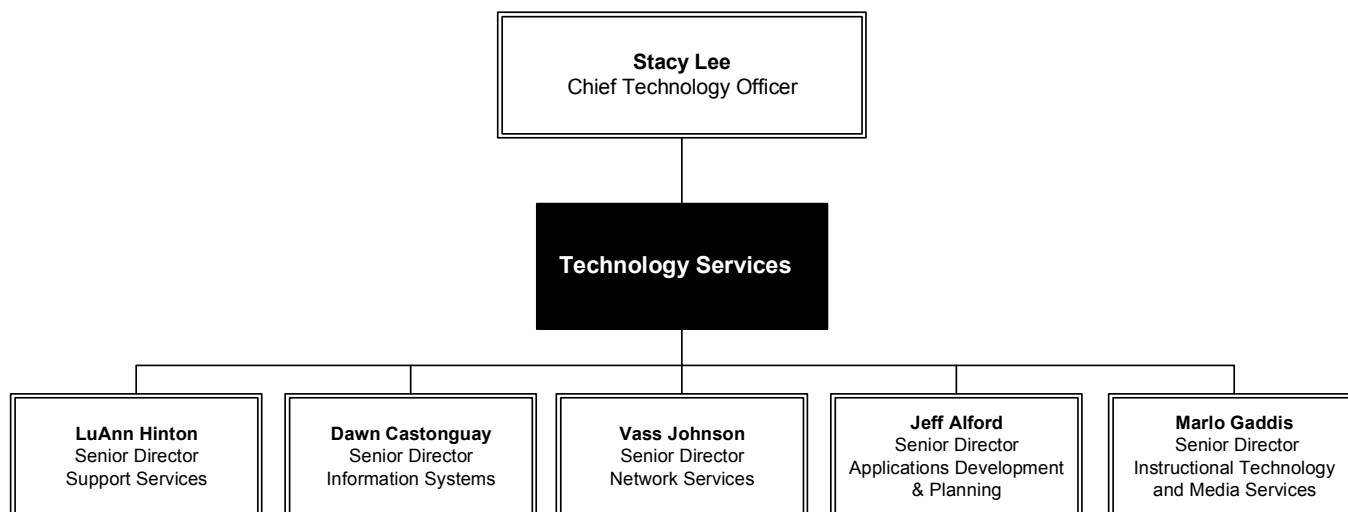 Stacy Lee
Chief Technology Officer
Technology Services
LuAnn Hinton
Senior Director
Support Services
Dawn Castonguay
Senior Director
Information Systems
Vass Johnson
Senior Director
Network Services
Jeff Alford
Senior Director
Applications Development
& Planning
Marlo Gaddis
Senior Director
Instructional Technology
and Media Services